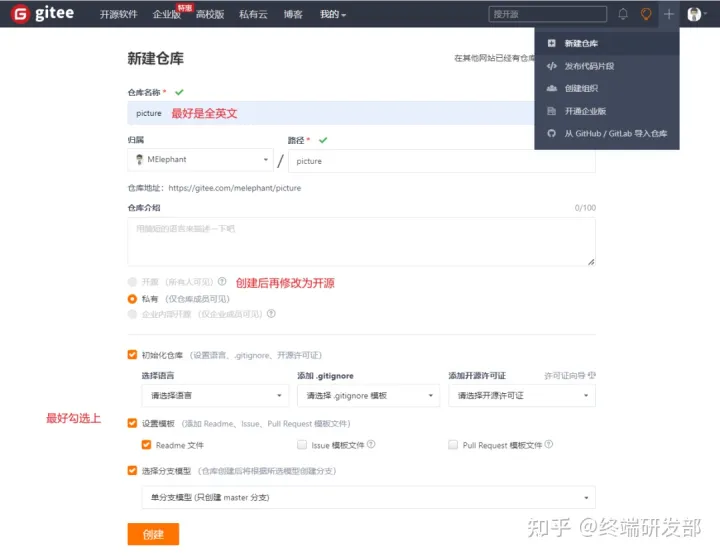 gitee 开源软件 企业版 特惠 高校版 私有云 博客 我的 搜开源
新建仓库
发布代码片段
创建组织
开通企业版
从 GitHub / GitLab 导入仓库
新建仓库 在其他网站已经有仓库
仓库名称 *
picture 最好是全英文
归属 路径 *
MElephant / picture
仓库地址：https://gitee.com/melephant/picture
仓库介绍 0/100
用简短的语言来描述一下吧
开源 （所有人可见） 创建后再修改为开源
私有 （仅仓库成员可见）
企业内部开源 （仅企业成员可见）
初始化仓库 （设置语言、.gitignore、开源许可证）
选择语言 添加 .gitignore 添加开源许可证 许可证向导
请选择语言 请选择 .gitignore 模板 请选择开源许可证
最好勾选上
设置模板 （添加 Readme、Issue、Pull Request 模板文件）
Readme 文件 Issue 模板文件 Pull Request 模板文件
选择分支模型 （仓库创建后将根据所选模型创建分支）
单分支模型 (只创建 master 分支)
创建
知乎 @终端研发部